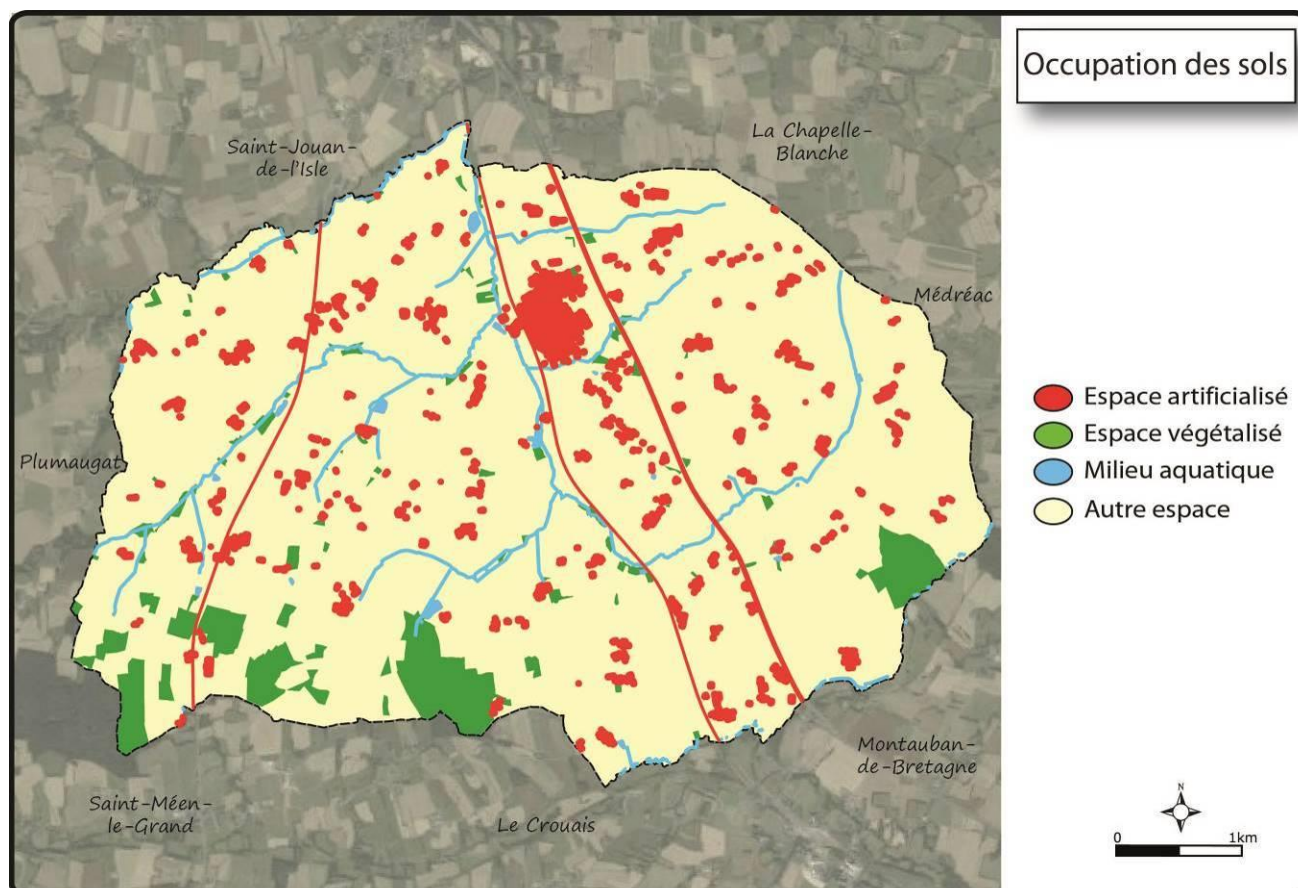 Occupation des sols
Saint-Jouan-
de-l'Isle
La Chapelle-
Blanche
Médréac
Plumaugat
Montauban-
de-Bretagne
Saint-Méen-
le-Grand
Le Crouais
Espace artificialisé
Espace végétalisé
Milieu aquatique
Autre espace
N
0 1km